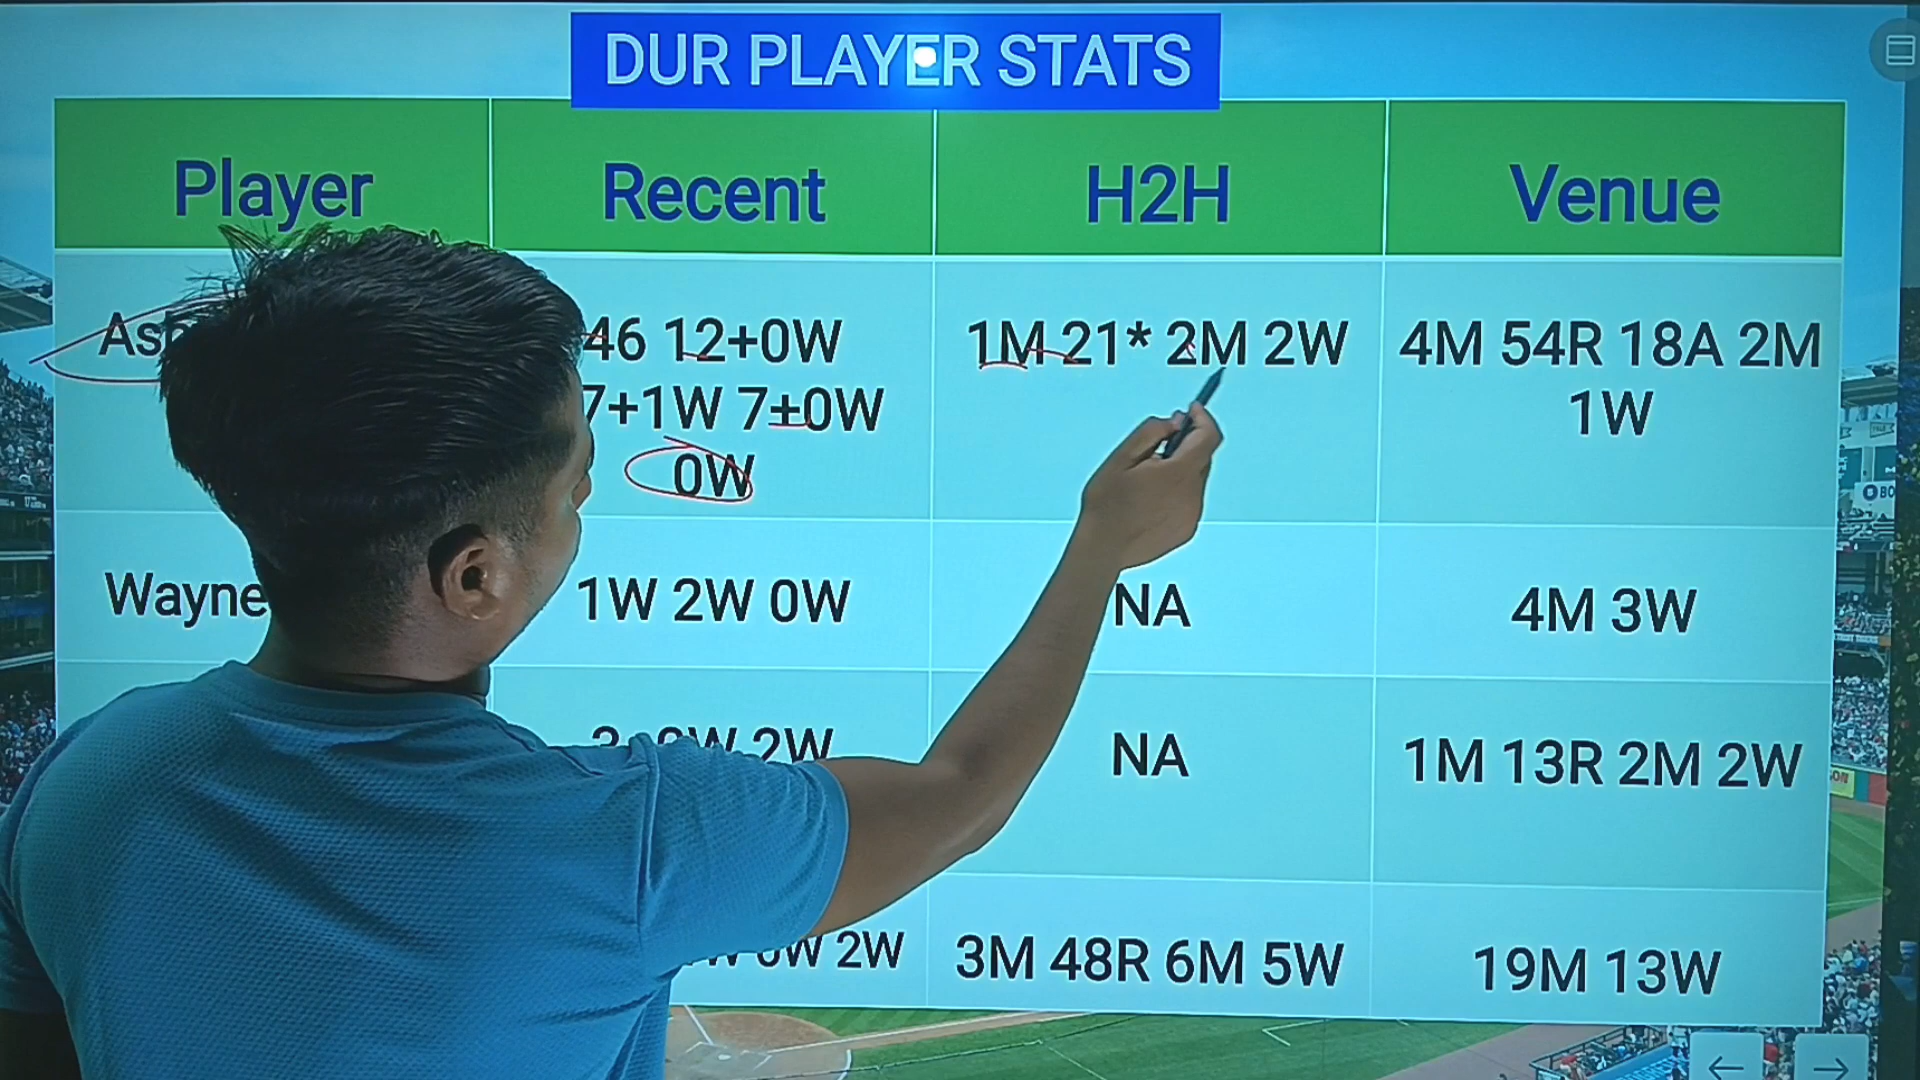 DUR PLAYER STATS
Player Recent H2H Venue
46 12+0W 1M 21* 2M 2W 4M 54R 18A 2M
7+1W 7+0W 1W
0W
Wayne 1W 2W 0W NA 4M 3W
2W NA 1M 13R 2M 2W
2W 3M 48R 6M 5W 19M 13W